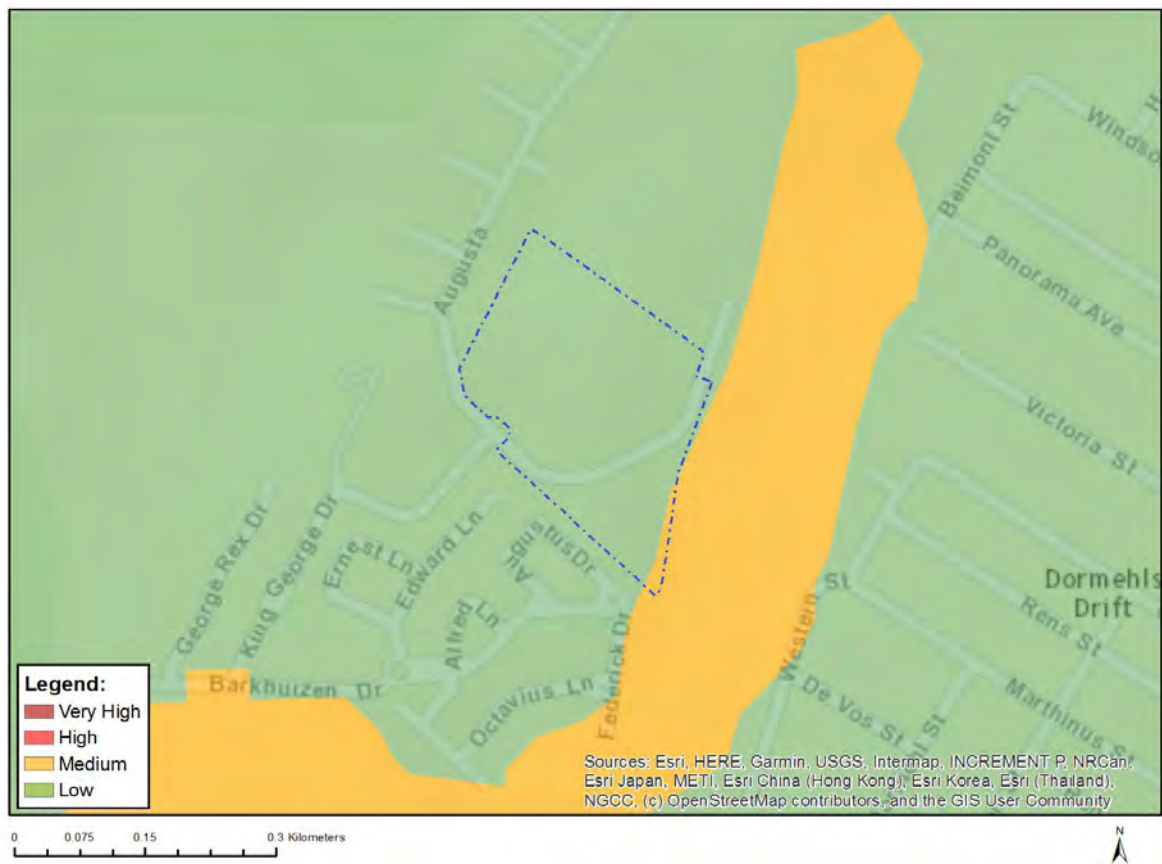 Augusta
Belmont St
Windso
H
Panorama Ave
Victoria St
George Rex Dr
King George Dr
Ernest Ln
Edward Ln
AugustusDr
Alfred Ln
Federick Dr
Octavius Ln
Barkhuizen Dr
Western St
Dormehls
Drift
Rens St
De Vos St
Marthinus St
Legend:
Very High
High
Medium
Low
Sources: Esri, HERE, Garmin, USGS, Intermap, INCREMENT P, NRCan,
Esri Japan, METI, Esri China (Hong Kong), Esri Korea, Esri (Thailand),
NGCC, (c) OpenStreetMap contributors, and the GIS User Community
0 0.075 0.15 0.3 Kilometers
N